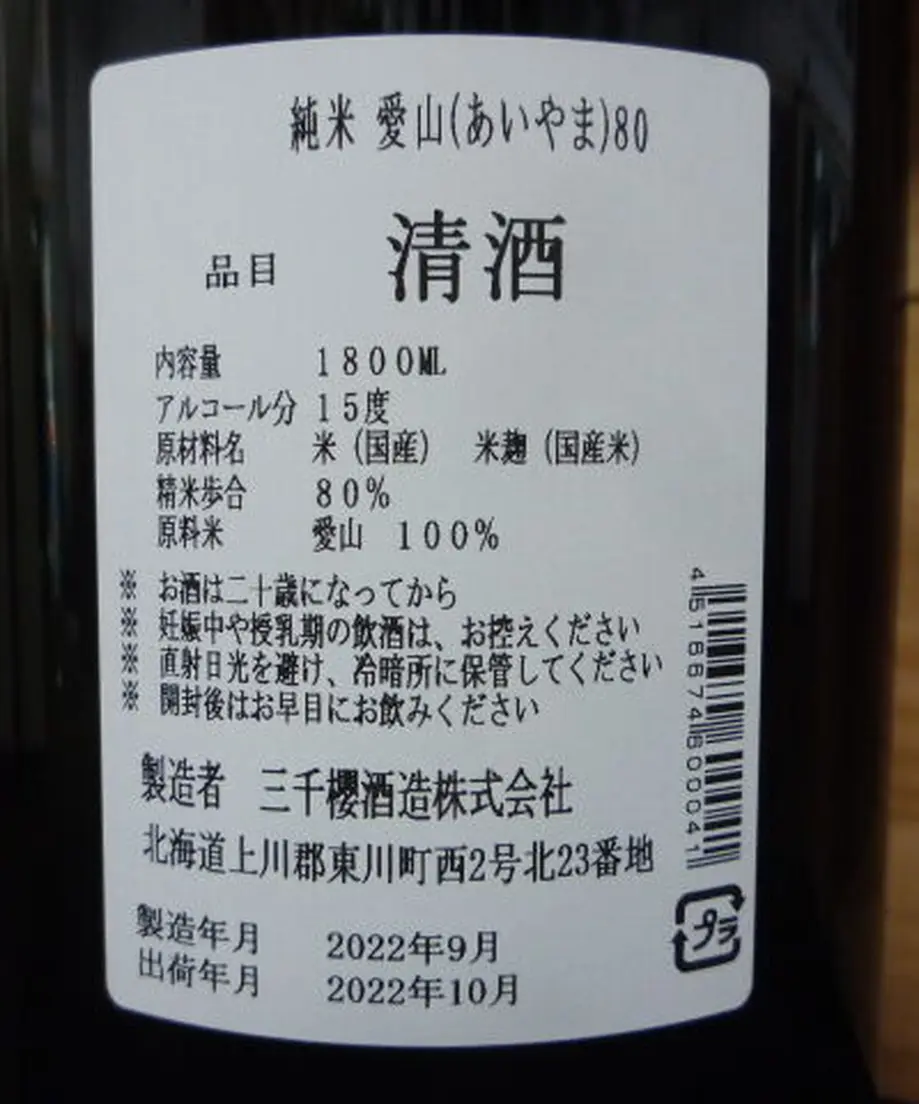 純米 愛山(あいやま)80
品目 清酒
内容量 1800ML
アルコール分 15度
原材料名 米（国産） 米麹（国産米）
精米歩合 80%
原料米 愛山 100%
※ お酒は二十歳になってから
※ 妊娠中や授乳期の飲酒は、お控えください
※ 直射日光を避け、冷暗所に保管してください
※ 開封後はお早目にお飲みください
製造者 三千櫻酒造株式会社
北海道上川郡東川町西2号北23番地
製造年月 2022年9月
出荷年月 2022年10月
4518874600041
プラ